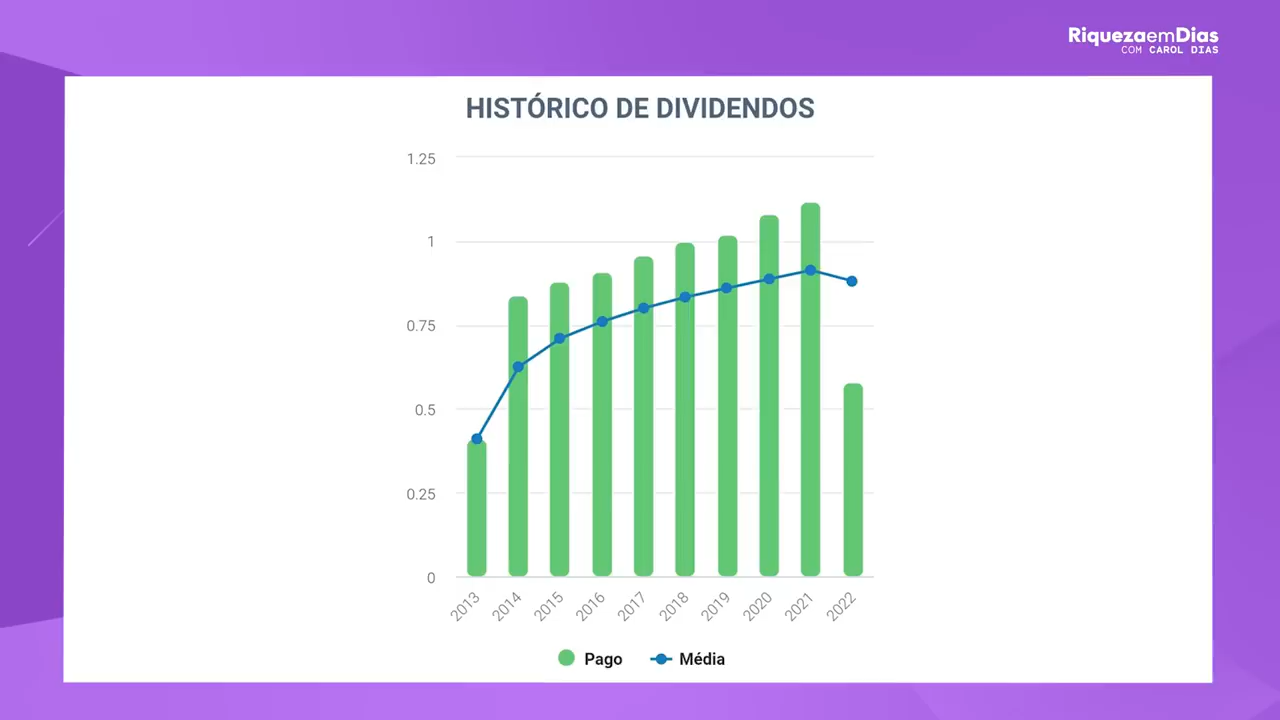 RiquezaemDias
COM CAROL DIAS
HISTÓRICO DE DIVIDENDOS
1.25
1
0.75
0.5
0.25
0
2013 2014 2015 2016 2017 2018 2019 2020 2021 2022
Pago Média